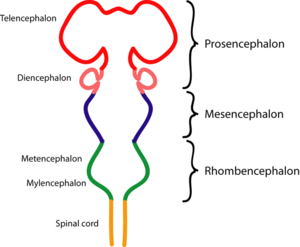 Telencephalon
Prosencephalon
Diencephalon
Mesencephalon
Metencephalon
Rhombencephalon
Mylencephalon
Spinal cord